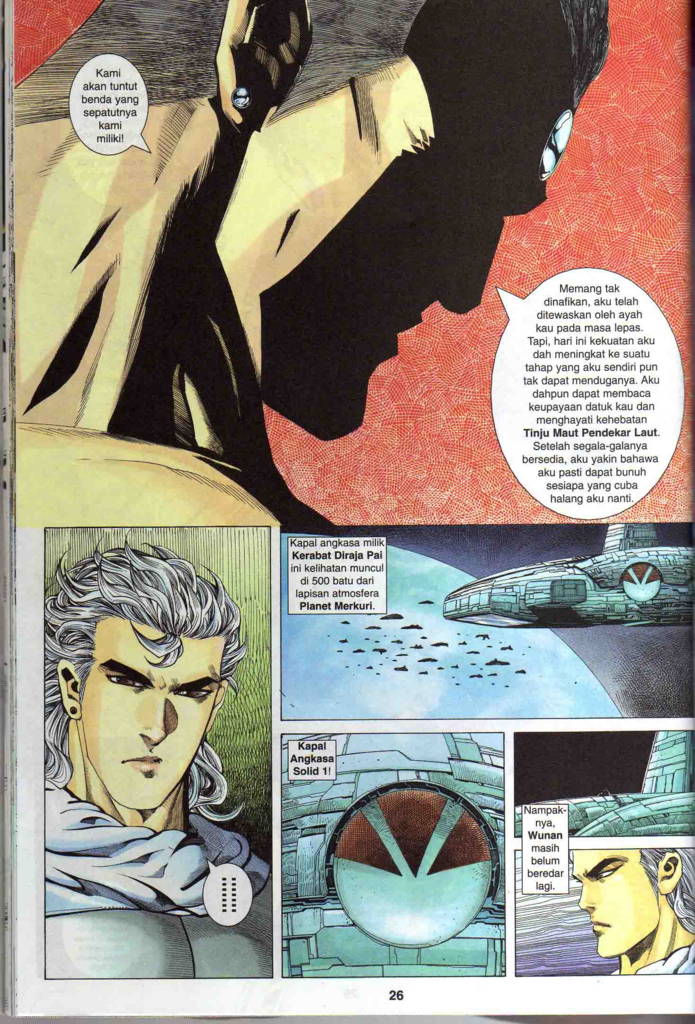 Kami
akan tuntut
benda yang
sepatutnya
kami
miliki!
Memang tak
dinafikan, aku telah
ditewaskan oleh ayah
kau pada masa lepas.
Tapi, hari ini kekuatan aku
dah meningkat ke suatu
tahap yang aku sendiri pun
tak dapat menduganya. Aku
dahpun dapat membaca
keupayaan datuk kau dan
menghayati kehebatan
Tinju Maut Pendekar Laut.
Setelah segala-galanya
bersedia, aku yakin bahawa
aku pasti dapat bunuh
sesiapa yang cuba
halang aku nanti.
Kapal angkasa milik
Kerabat Diraja Pai
ini kelihatan muncul
di 500 batu dari
lapisan atmosfera
Planet Merkuri.
Kapal
Angkasa
Solid 1!
Nampak-
nya,
Wunan
masih
belum
beredar
lagi.
26